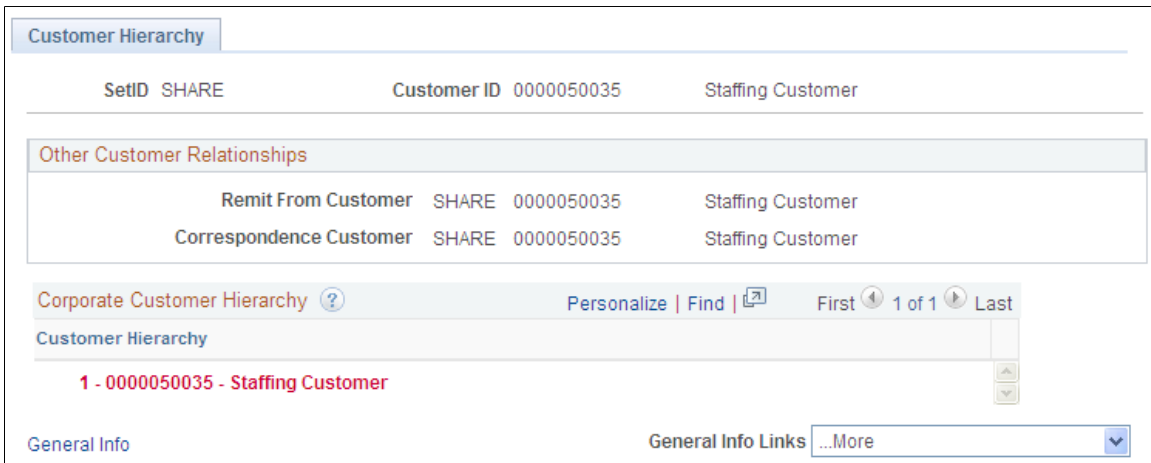 Customer Hierarchy
SetID SHARE Customer ID 0000050035 Staffing Customer
Other Customer Relationships
Remit From Customer SHARE 0000050035 Staffing Customer
Correspondence Customer SHARE 0000050035 Staffing Customer
Corporate Customer Hierarchy ? Personalize | Find | First 1 of 1 Last
Customer Hierarchy
1 - 0000050035 - Staffing Customer
General Info General Info Links ...More